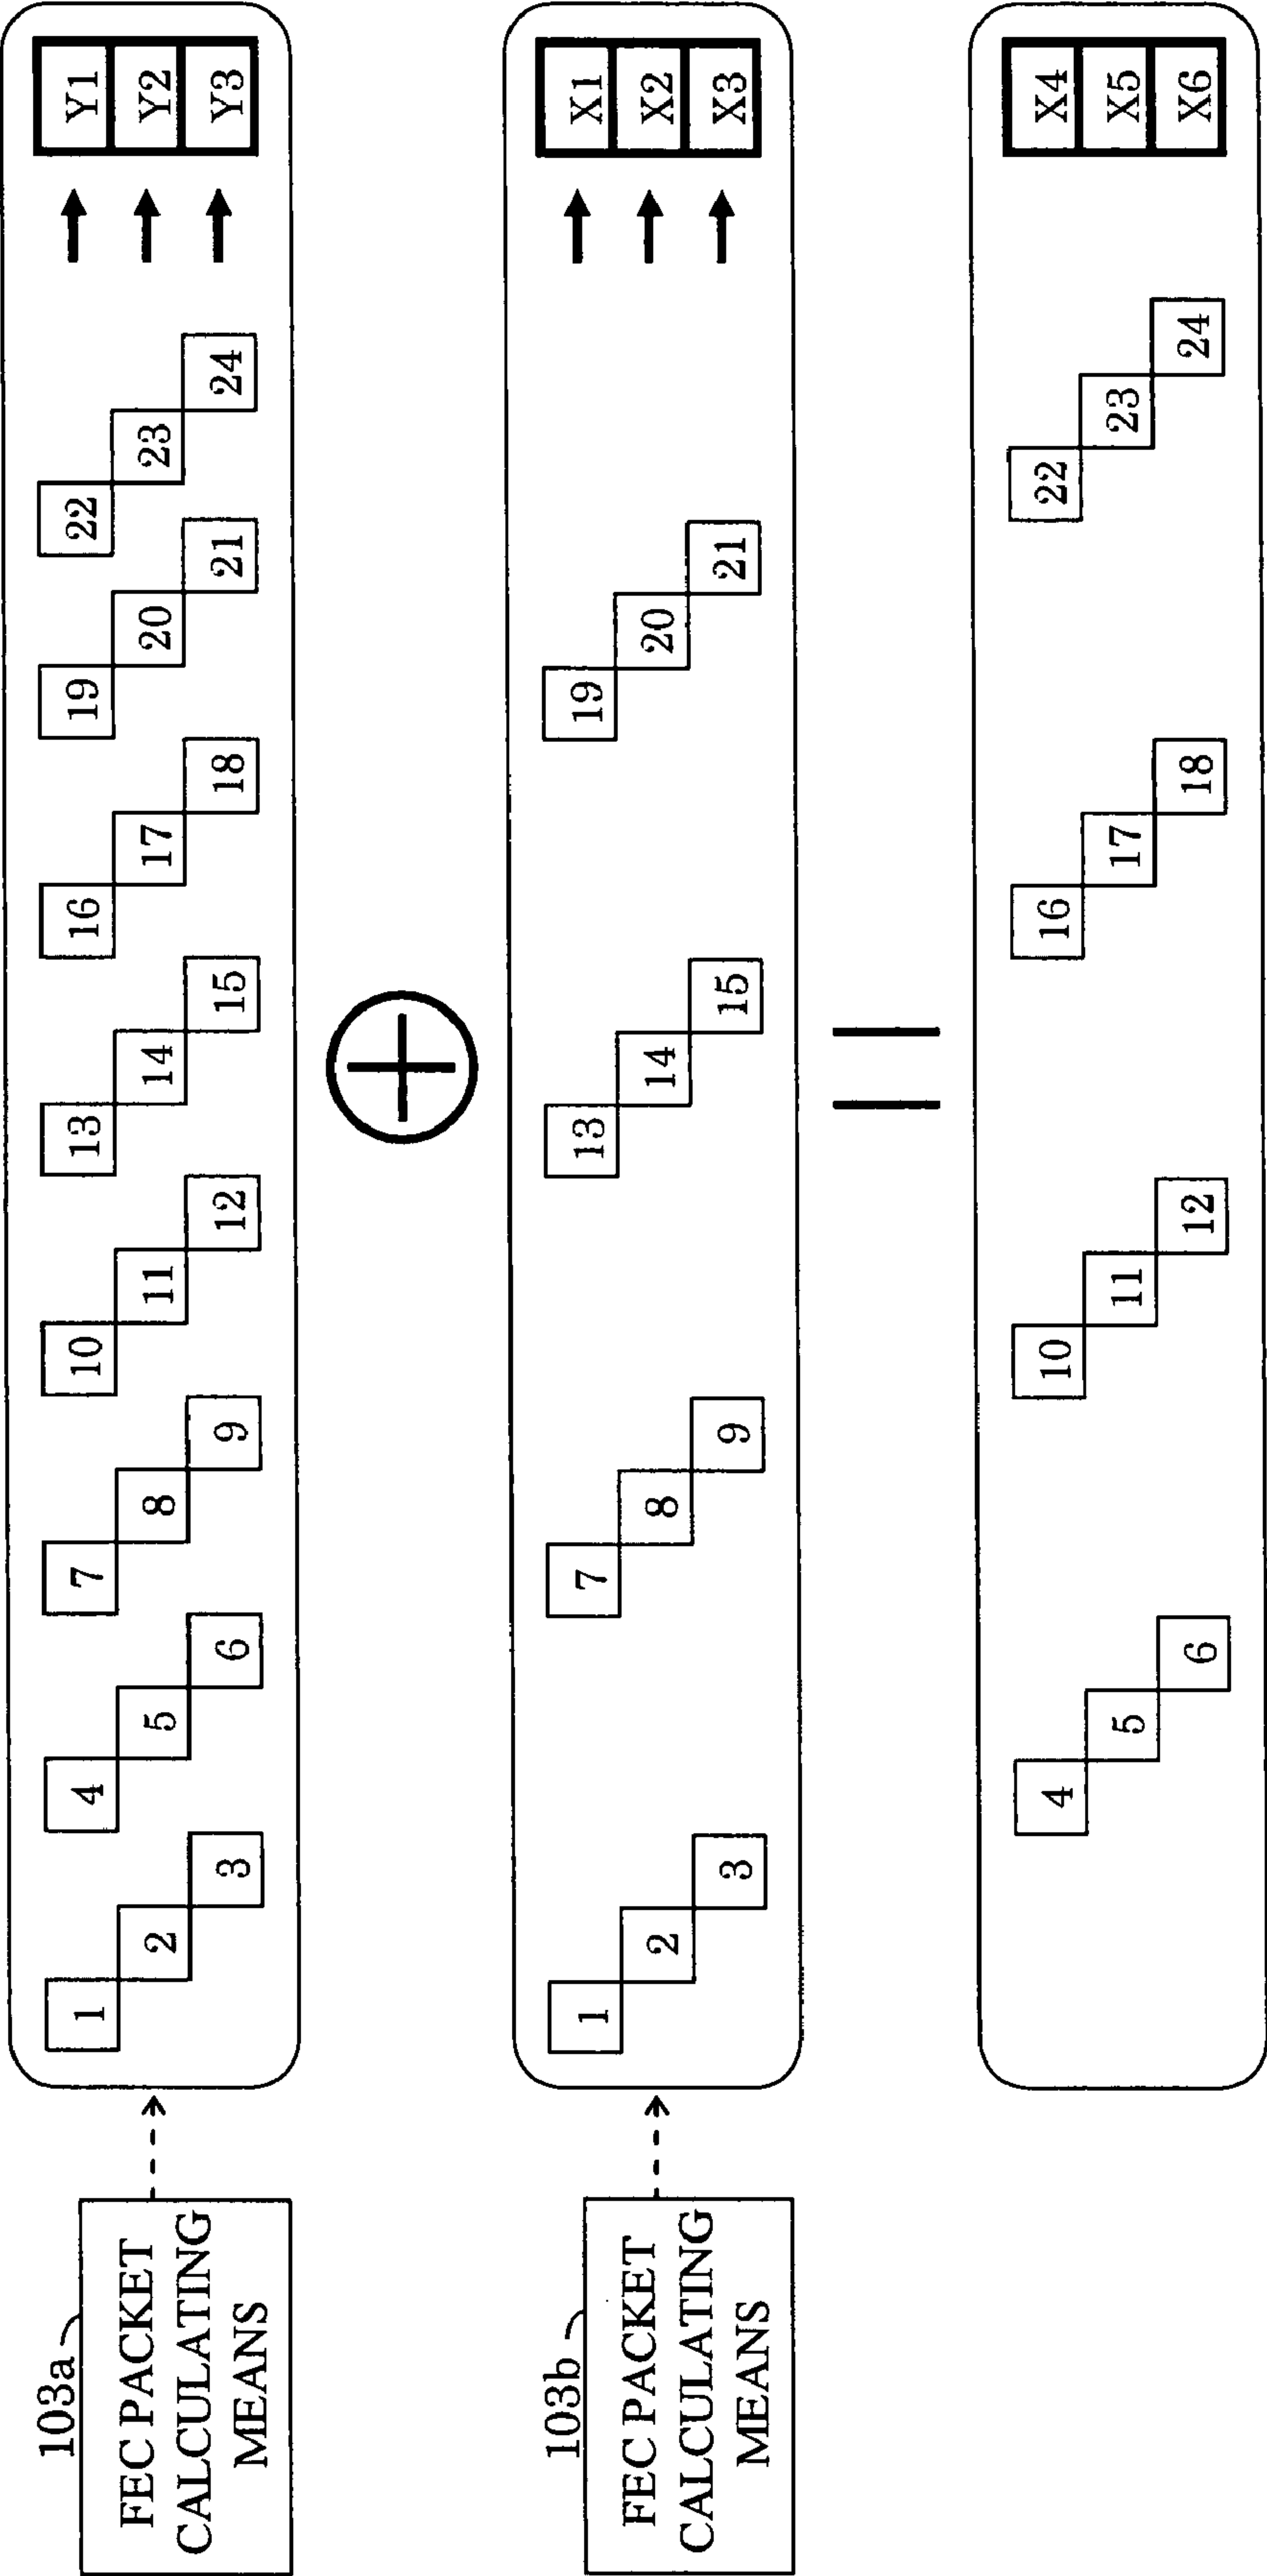 103a
FEC PACKET
CALCULATING
MEANS
1 4 7 10 13 16 19 22 Y1
2 5 8 11 14 17 20 23 Y2
3 6 9 12 15 18 21 24 Y3
103b
FEC PACKET
CALCULATING
MEANS
1 7 13 19 X1
2 8 14 20 X2
3 9 15 21 X3
4 10 16 22 X4
5 11 17 23 X5
6 12 18 24 X6